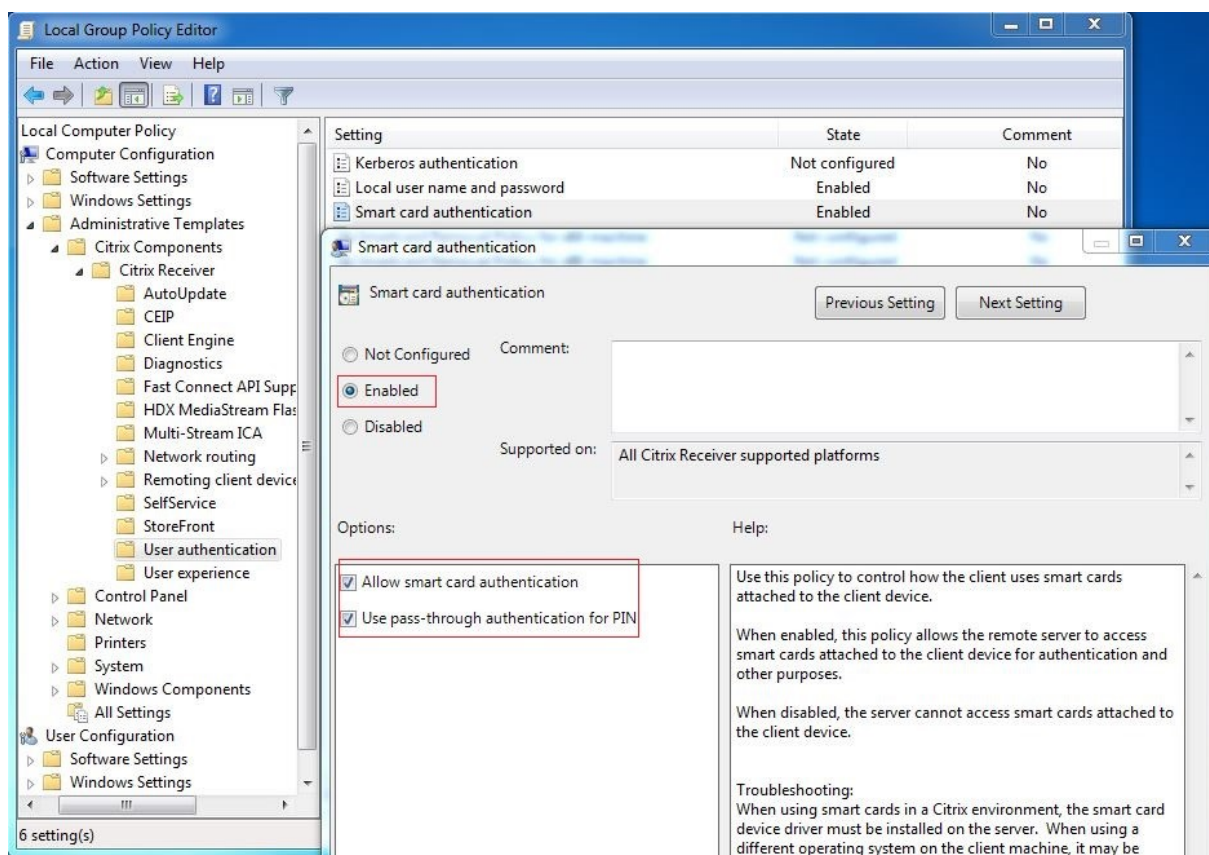 Local Group Policy Editor
File Action View Help
Local Computer Policy
Computer Configuration
Software Settings
Windows Settings
Administrative Templates
Citrix Components
Citrix Receiver
AutoUpdate
CEIP
Client Engine
Diagnostics
Fast Connect API Supp
HDX MediaStream Flas
Multi-Stream ICA
Network routing
Remoting client device
SelfService
StoreFront
User authentication
User experience
Control Panel
Network
Printers
System
Windows Components
All Settings
User Configuration
Software Settings
Windows Settings
6 setting(s)
Setting State Comment
Kerberos authentication Not configured No
Local user name and password Enabled No
Smart card authentication Enabled No
Smart card authentication
Smart card authentication
Previous Setting Next Setting
Not Configured
Enabled
Disabled
Comment:
Supported on: All Citrix Receiver supported platforms
Options:
Allow smart card authentication
Use pass-through authentication for PIN
Help:
Use this policy to control how the client uses smart cards
attached to the client device.
When enabled, this policy allows the remote server to access
smart cards attached to the client device for authentication and
other purposes.
When disabled, the server cannot access smart cards attached to
the client device.
Troubleshooting:
When using smart cards in a Citrix environment, the smart card
device driver must be installed on the server. When using a
different operating system on the client machine, it may be